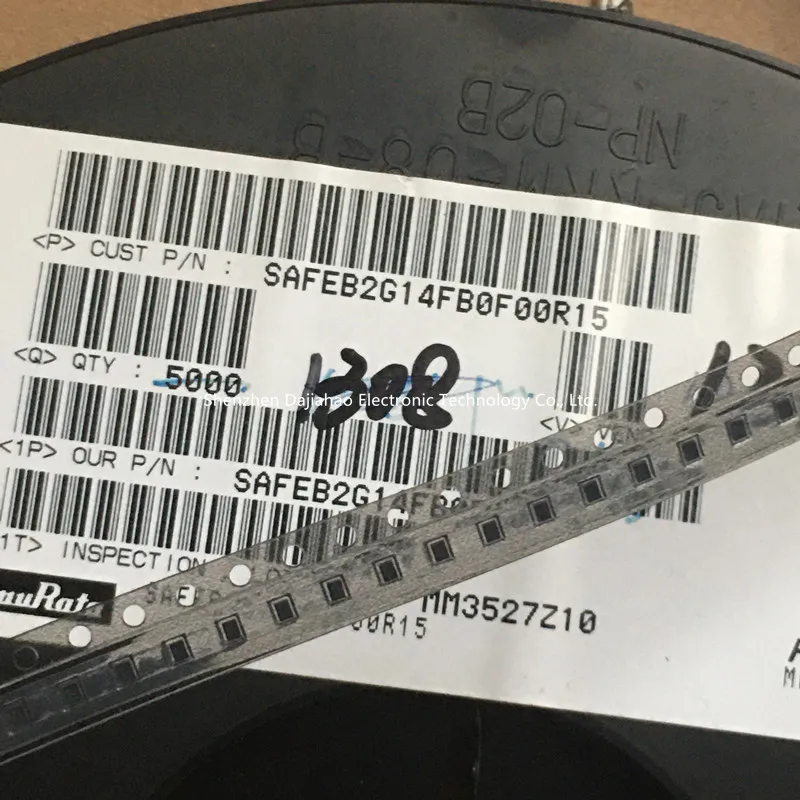 NP-02B
<P> CUST P/N : SAFEB2G14FB0F00R15
<Q> QTY : 5000
1308
Shenzhen Dajiahao Electronic Technology Co., Ltd.
<V>
<1P> OUR P/N : SAFEB2G14FB
1T> INSPECTION
muRata
MM3527Z10
00R15